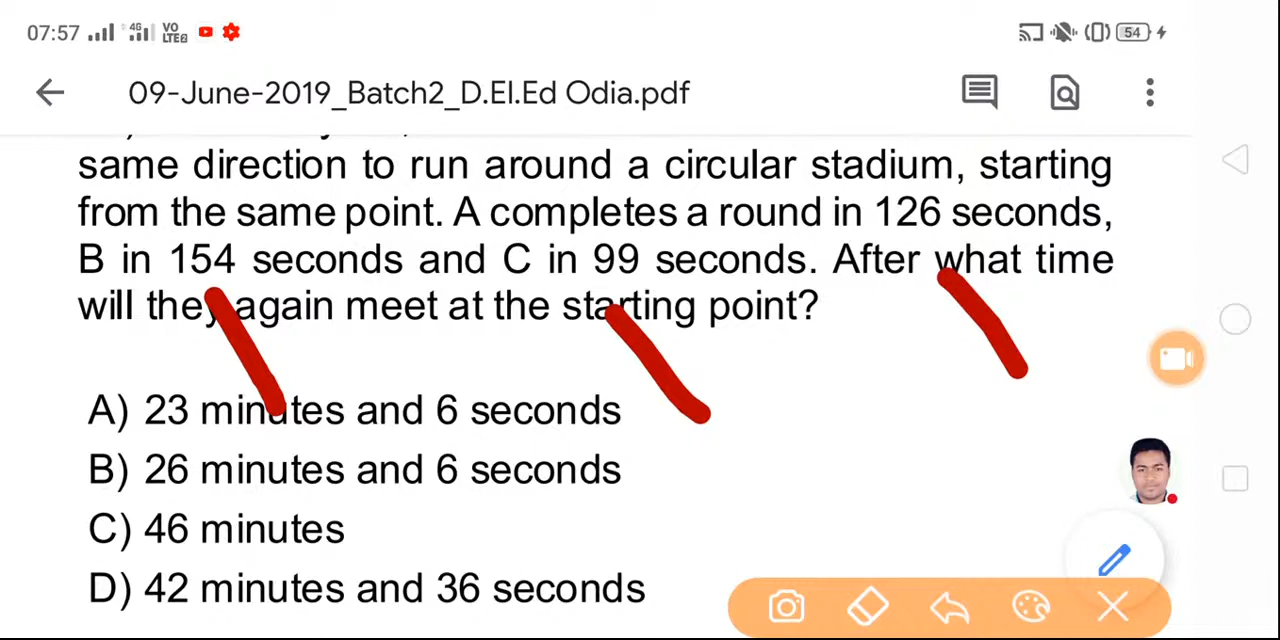 07:57 4G VO LTE2 54
09-June-2019_Batch2_D.El.Ed Odia.pdf
same direction to run around a circular stadium, starting
from the same point. A completes a round in 126 seconds,
B in 154 seconds and C in 99 seconds. After what time
will they again meet at the starting point?
A) 23 minutes and 6 seconds
B) 26 minutes and 6 seconds
C) 46 minutes
D) 42 minutes and 36 seconds